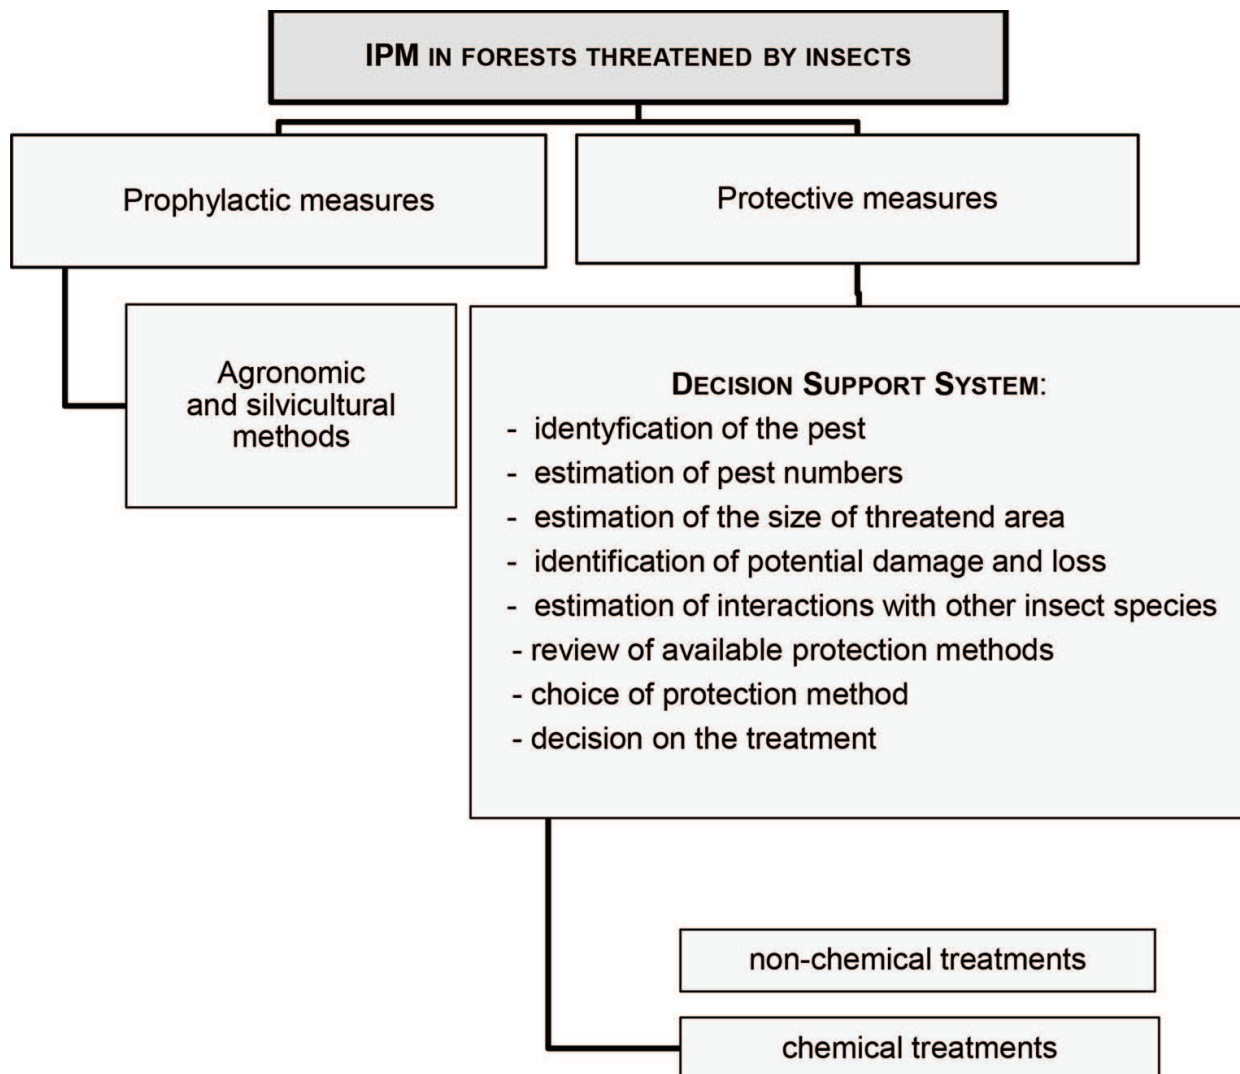 IPM IN FORESTS THREATENED BY INSECTS
Prophylactic measures
Protective measures
Agronomic
and silvicultural
methods
DECISION SUPPORT SYSTEM:
- identyfication of the pest
- estimation of pest numbers
- estimation of the size of threatend area
- identification of potential damage and loss
- estimation of interactions with other insect species
- review of available protection methods
- choice of protection method
- decision on the treatment
non-chemical treatments
chemical treatments